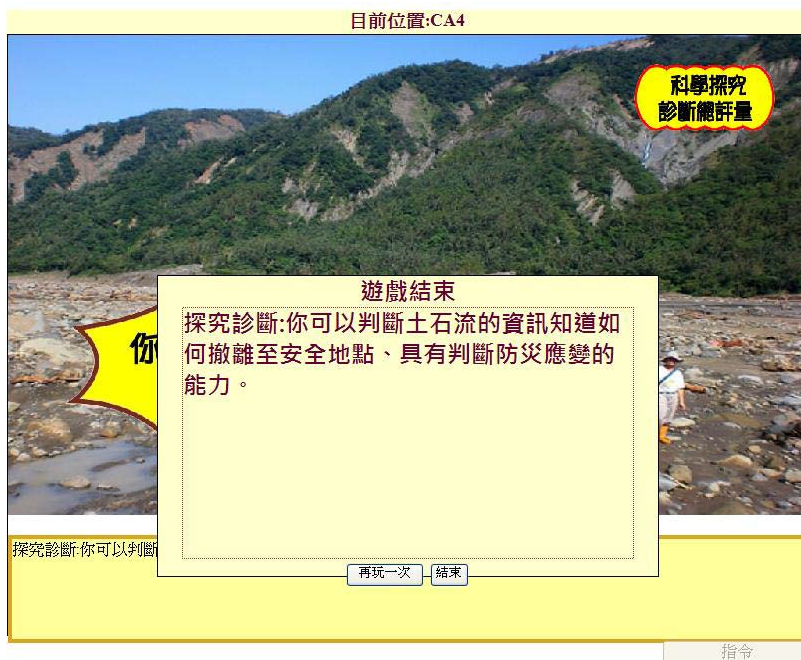 目前位置:CA4
科學探究
診斷總評量
遊戲結束
探究診斷:你可以判斷土石流的資訊知道如
何撤離至安全地點、具有判斷防災應變的
能力。
你
探究診斷:你可以判斷
再玩一次 結束
指令